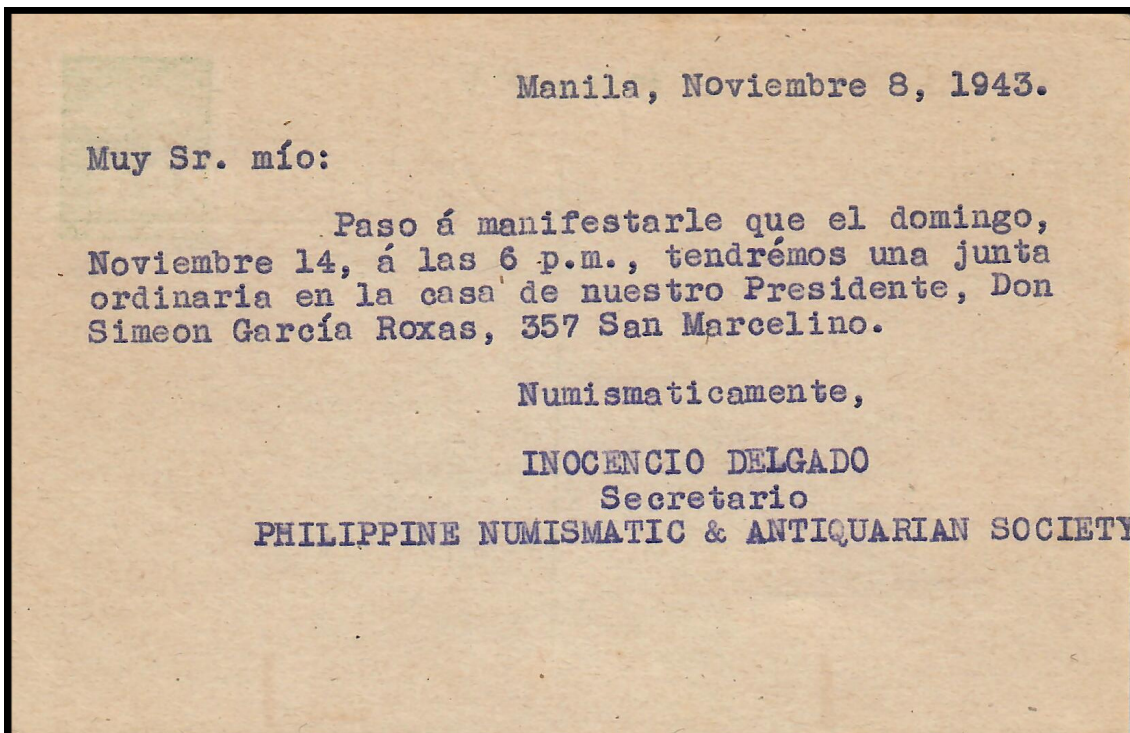 Manila, Noviembre 8, 1943.
Muy Sr. mío:
Paso á manifestarle que el domingo,
Noviembre 14, á las 6 p.m., tendrémos una junta
ordinaria en la casa de nuestro Presidente, Don
Simeon García Roxas, 357 San Marcelino.
Numismaticamente,
INOCENCIO DELGADO
Secretario
PHILIPPINE NUMISMATIC & ANTIQUARIAN SOCIETY